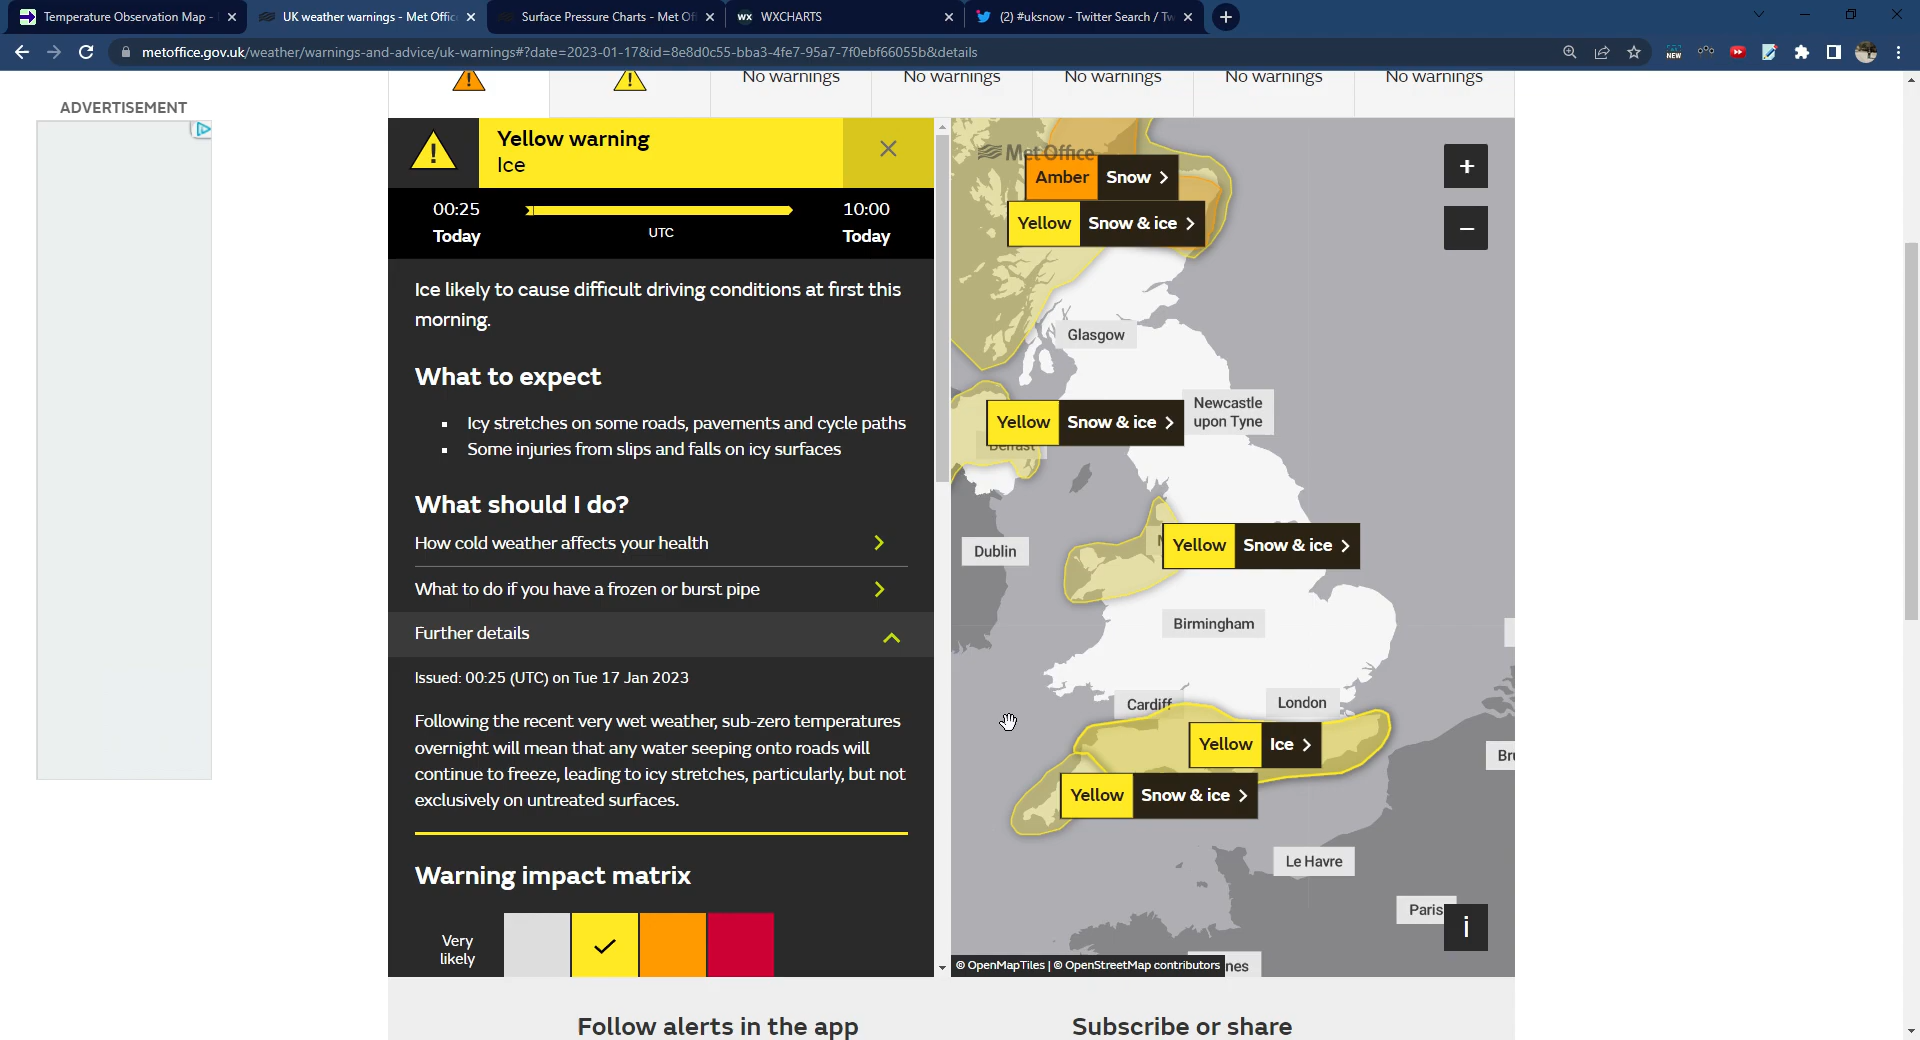 Temperature Observation Map -
UK weather warnings - Met Offic
Surface Pressure Charts - Met Of
WX WXCHARTS
(2) #uksnow - Twitter Search / Tw
metoffice.gov.uk/weather/warnings-and-advice/uk-warnings#?date=2023-01-17&id=8e8d0c55-bba3-4fe7-95a7-7f0ebf66055b&details
NEW
No warnings
No warnings
No warnings
No warnings
No warnings
ADVERTISEMENT
Yellow warning
Ice
00:25
Today
UTC
10:00
Today
Ice likely to cause difficult driving conditions at first this
morning.
What to expect
Icy stretches on some roads, pavements and cycle paths
Some injuries from slips and falls on icy surfaces
What should I do?
How cold weather affects your health
What to do if you have a frozen or burst pipe
Further details
Issued: 00:25 (UTC) on Tue 17 Jan 2023
Following the recent very wet weather, sub-zero temperatures
overnight will mean that any water seeping onto roads will
continue to freeze, leading to icy stretches, particularly, but not
exclusively on untreated surfaces.
Warning impact matrix
Very
likely
Met Office
Amber Snow
Yellow Snow & ice
Glasgow
Newcastle
upon Tyne
Yellow Snow & ice
Belfast
Yellow Snow & ice
Dublin
Birmingham
Cardiff
London
Yellow Ice
Bru
Yellow Snow & ice
Le Havre
Paris
i
© OpenMapTiles | © OpenStreetMap contributors
nes
Follow alerts in the app
Subscribe or share